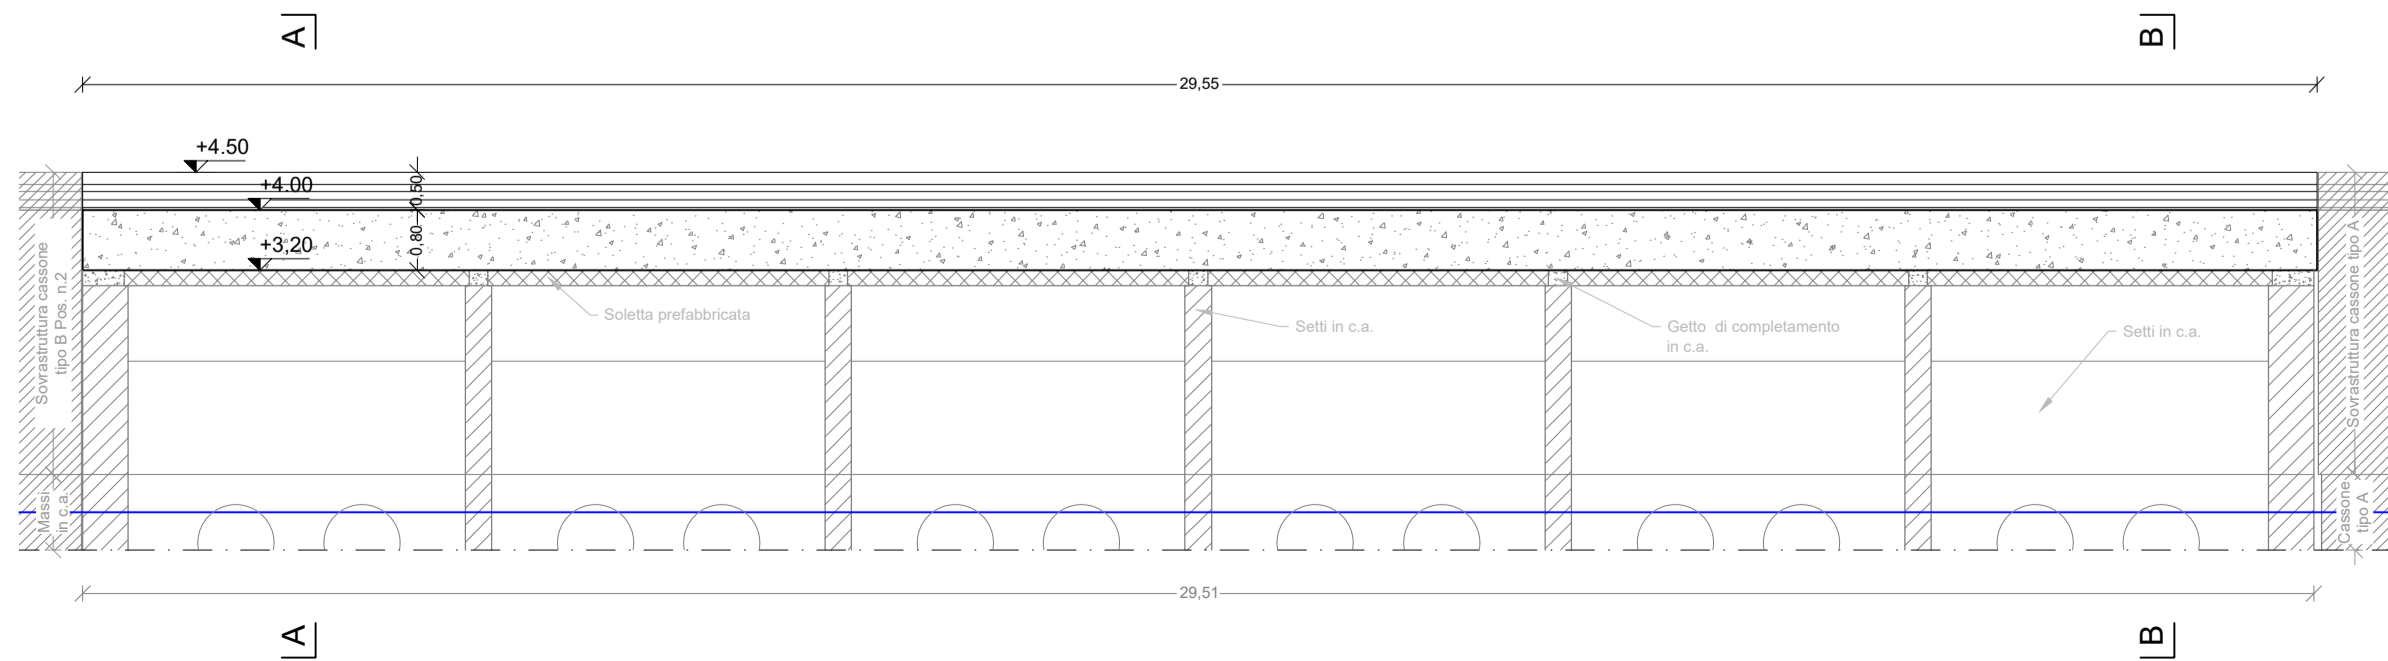 A
B
29,55
+4.50
+4.00
0,50
+3,20
0,80
Sovrastruttura cassone
tipo B Pos. n.2
Soletta prefabbricata
Setti in c.a.
Getto di completamento
in c.a.
Setti in c.a.
Sovrastruttura cassone tipo A
Massi
in c.a.
Cassone
tipo A
29,51
A
B